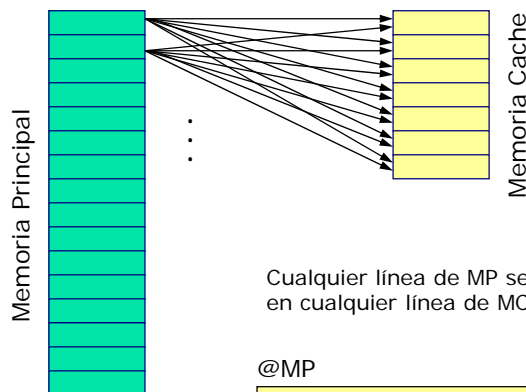 Memoria Principal
Memoria Cache
Cualquier línea de MP se
en cualquier línea de MC
@MP